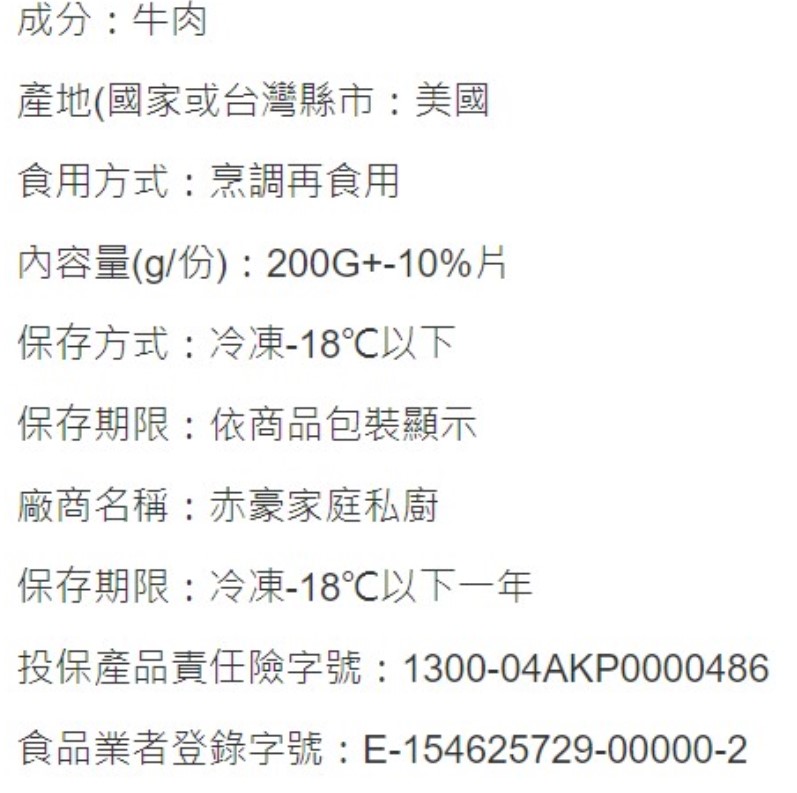 成分：牛肉
產地(國家或台灣縣市：美國
食用方式：烹調再食用
內容量(g/份)：200G+-10%片
保存方式：冷凍-18℃以下
保存期限：依商品包裝顯示
廠商名稱：赤豪家庭私廚
保存期限：冷凍-18℃以下一年
投保產品責任險字號：1300-04AKP0000486
食品業者登錄字號：E-154625729-00000-2